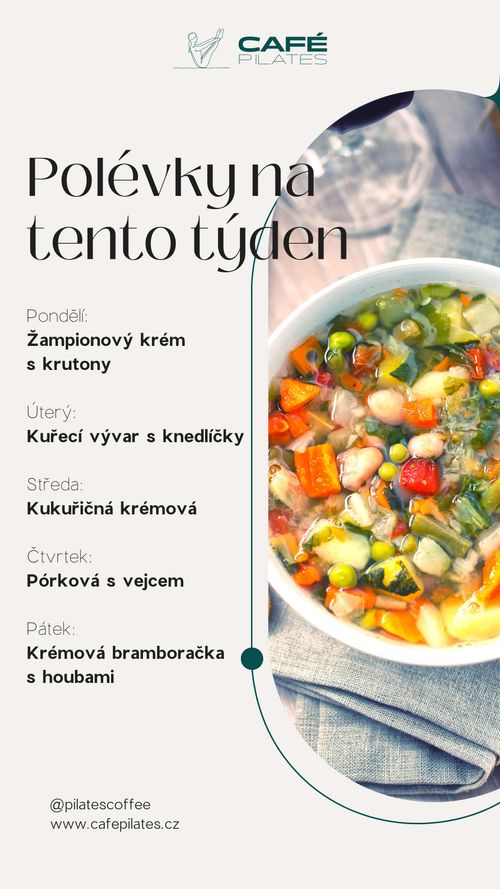 CAFÉ
PILATES
Polévky na
tento týden
Pondělí:
Žampionový krém
s krutony
Úterý:
Kuřecí vývar s knedlíčky
Středa:
Kukuřičná krémová
Čtvrtek:
Pórková s vejcem
Pátek:
Krémová bramboračka
s houbami
@pilatescoffee
www.cafepilates.cz